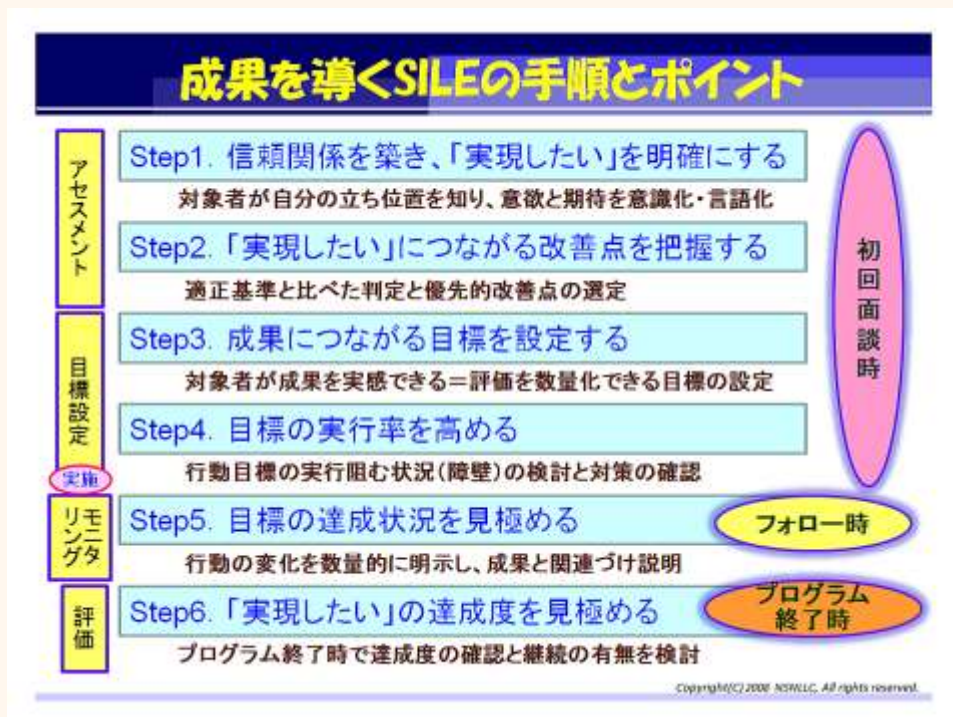 成果を導くSILEの手順とポイント
アセスメント
Step1. 信頼関係を築き、「実現したい」を明確にする
対象者が自分の立ち位置を知り、意欲と期待を意識化・言語化
Step2. 「実現したい」につながる改善点を把握する
適正基準と比べた判定と優先的改善点の選定
初回面談時
目標設定
Step3. 成果につながる目標を設定する
対象者が成果を実感できる＝評価を数量化できる目標の設定
Step4. 目標の実行率を高める
行動目標の実行阻む状況(障壁)の検討と対策の確認
実施
モニタリング
Step5. 目標の達成状況を見極める
フォロー時
行動の変化を数量的に明示し、成果と関連づけ説明
評価
Step6. 「実現したい」の達成度を見極める
プログラム
終了時
プログラム終了時で達成度の確認と継続の有無を検討
Copyright(C) 2008 NSWLLC, All rights reserved.